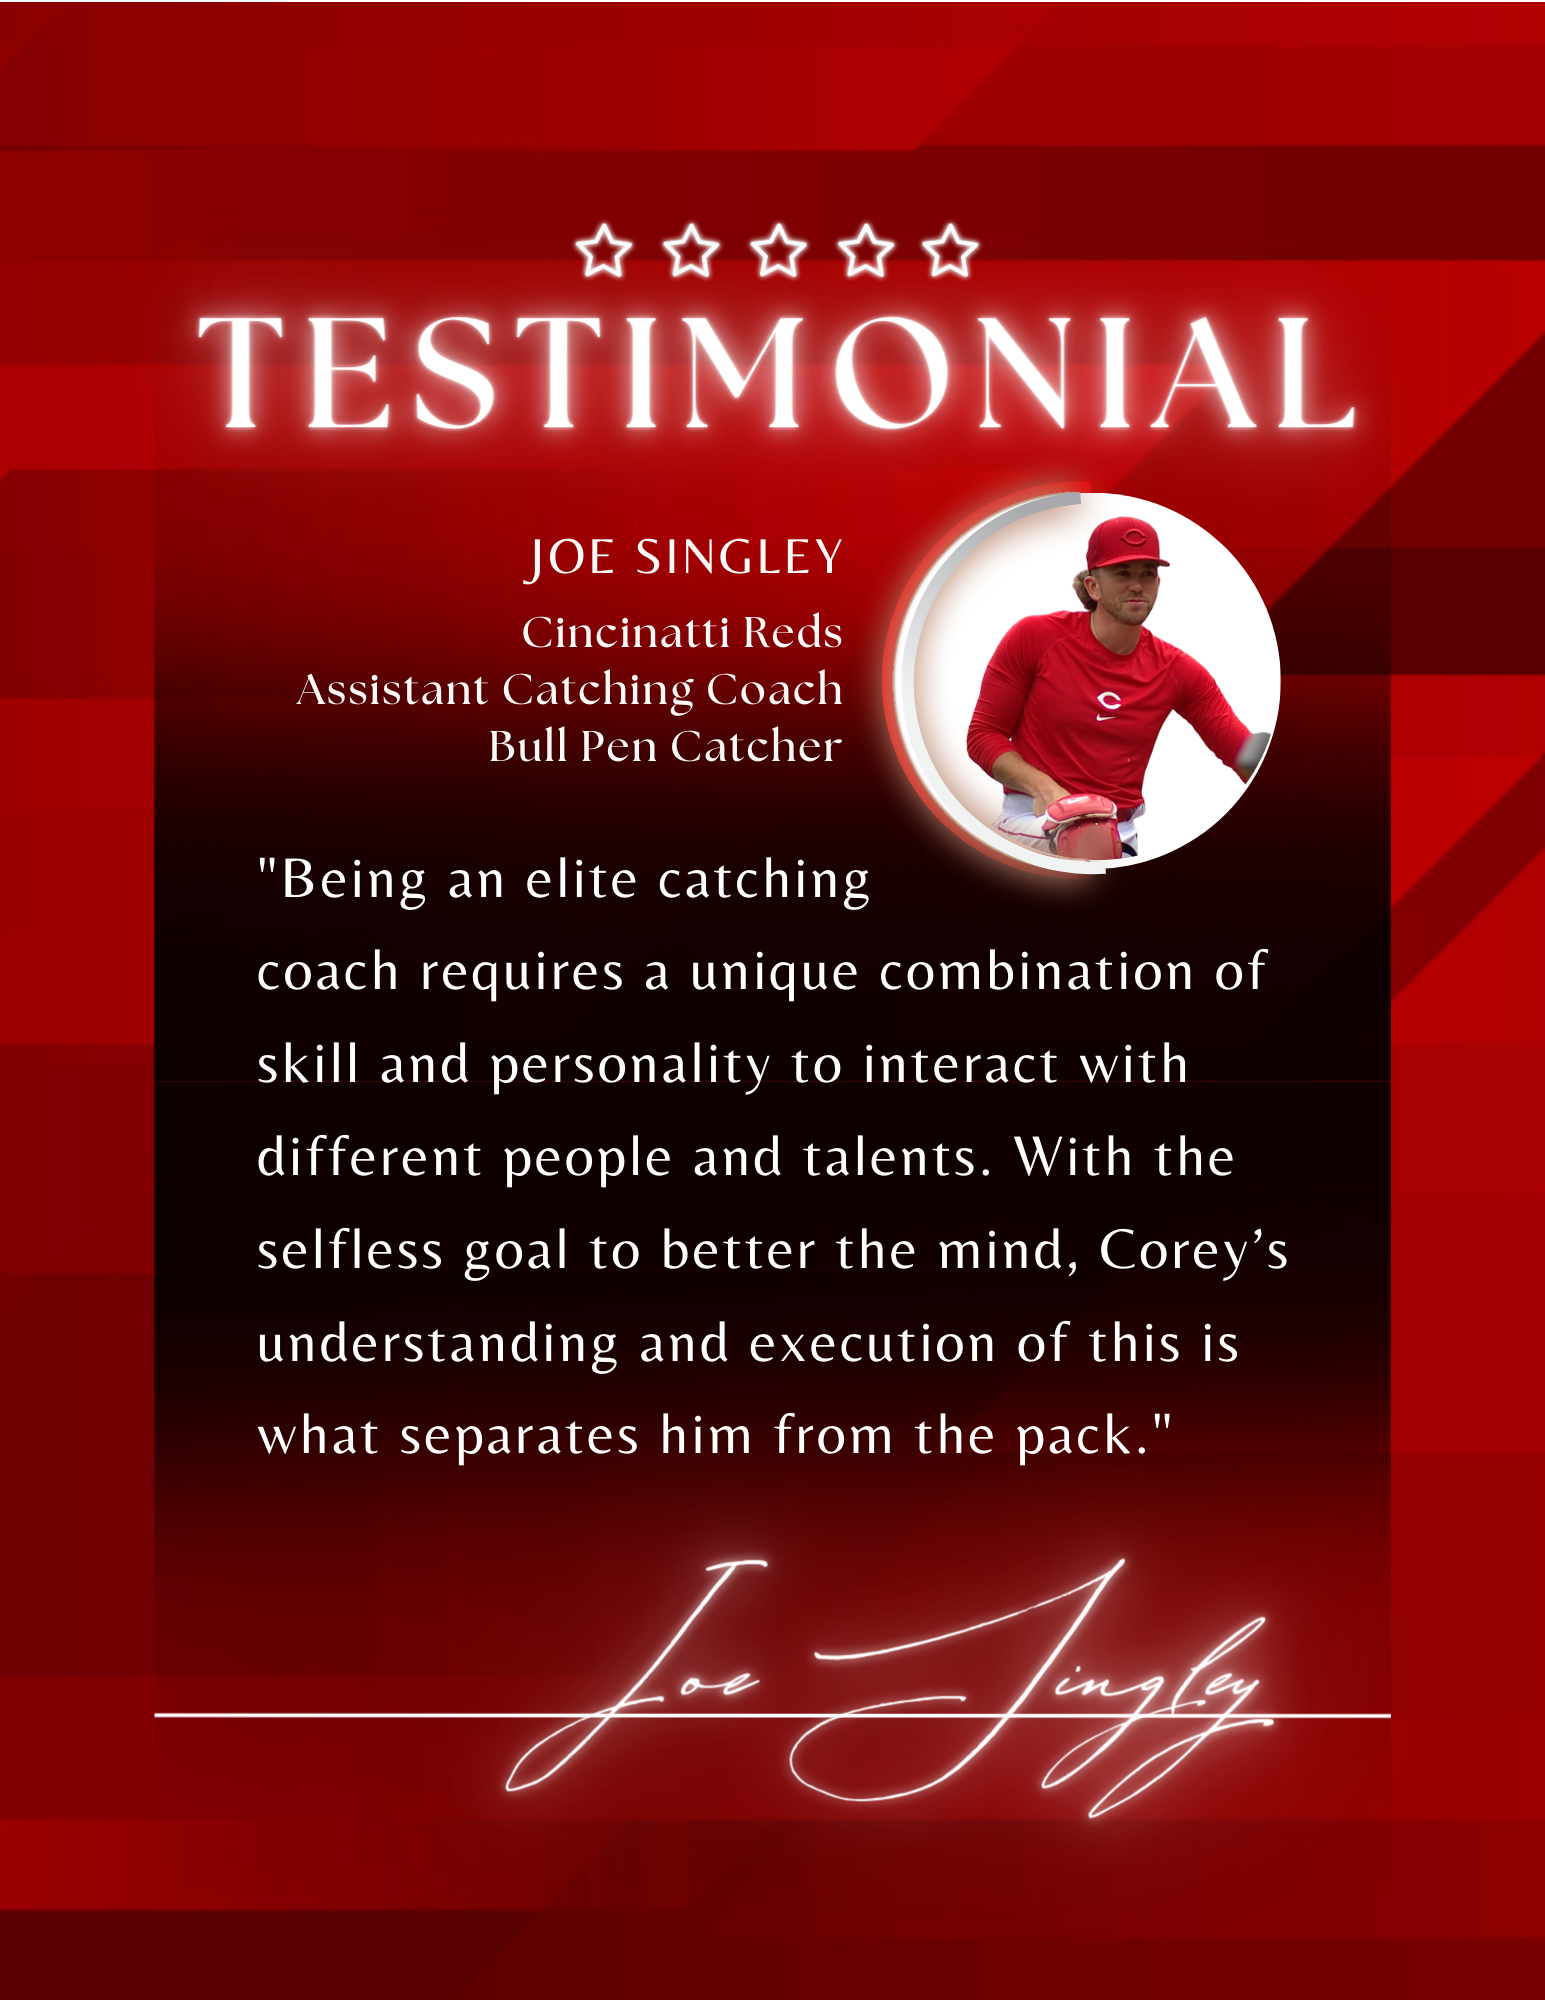 TESTIMONIAL
JOE SINGLEY
Cincinatti Reds
Assistant Catching Coach
Bull Pen Catcher
"Being an elite catching
coach requires a unique combination of
skill and personality to interact with
different people and talents. With the
selfless goal to better the mind, Corey’s
understanding and execution of this is
what separates him from the pack."
Joe Singley